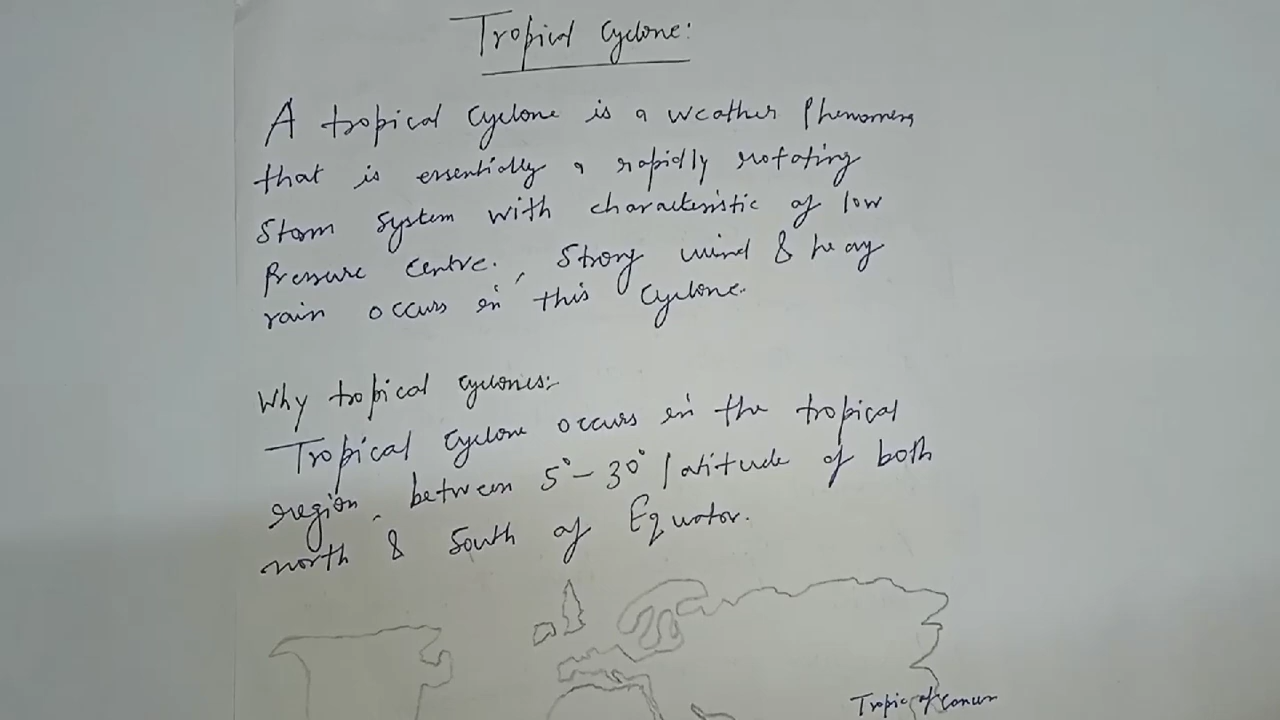 Tropical Cyclone:
A tropical cyclone is a weather Phenomena
that is essentially a rapidly rotating
Storm System with characteristic of low
Pressure Centre. , Strong wind & heavy
rain occurs in this Cyclone.
Why tropical cyclones:
Tropical Cyclone occurs in the tropical
region, between 5° - 30° latitude of both
north & South of Equator.
Tropic of Cancer